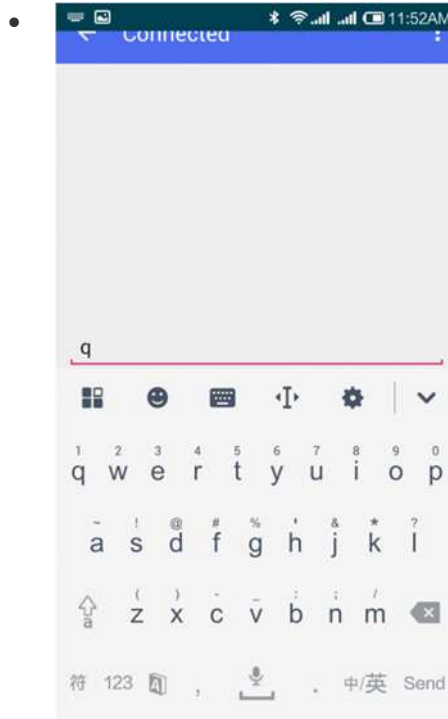 11:52AM
Connected
q
1 2 3 4 5 6 7 8 9 0
q w e r t y u i o p
~ ! @ # % ' & * ?
a s d f g h j k l
( ) - _ : ; /
a z x c v b n m
符 123 , . 中/英 Send